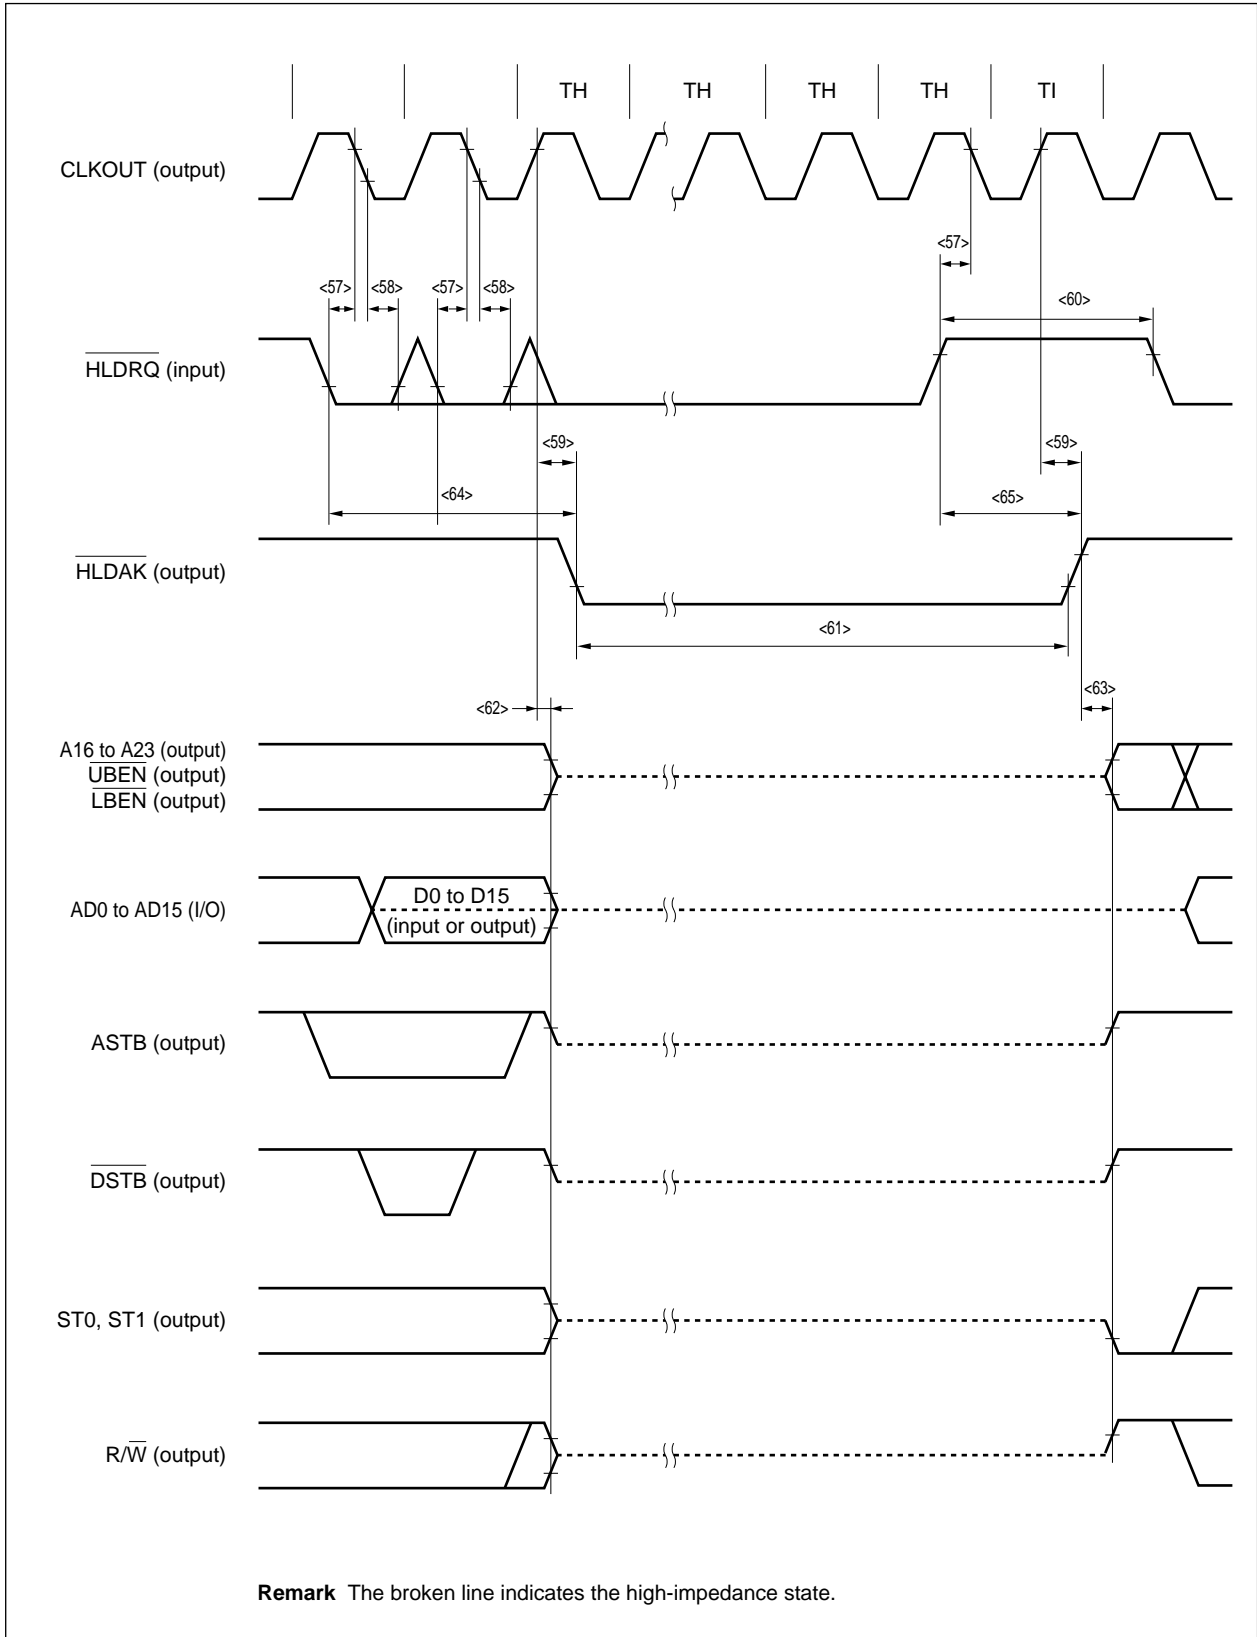 TH TH TH TH TI
CLKOUT (output)
<57>
<57> <58> <57> <58>
<60>
HLDRQ (input)
<59> <59>
<64> <65>
HLDAK (output)
<61>
<63>
<62>
A16 to A23 (output)
UBEN (output)
LBEN (output)
D0 to D15
AD0 to AD15 (I/O)
(input or output)
ASTB (output)
DSTB (output)
ST0, ST1 (output)
R/W (output)
Remark The broken line indicates the high-impedance state.